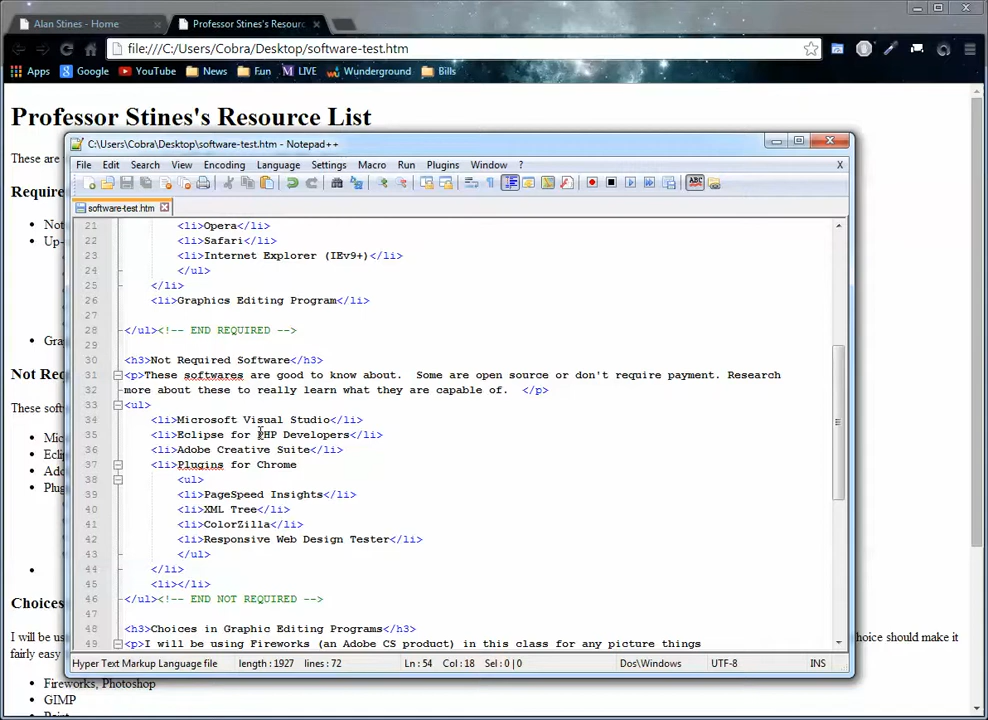 Alan Stines - Home
Professor Stines's Resourc
file:///C:/Users/Cobra/Desktop/software-test.htm
Apps Google YouTube News Fun LIVE Wunderground Bills
Professor Stines's Resource List
These are
C:\Users\Cobra\Desktop\software-test.htm - Notepad++
File Edit Search View Encoding Language Settings Macro Run Plugins Window ? X
software-test.htm
Require
Not
Up-
Gra
Not Req
These soft
Mic
Ecl
Ado
Plug
Choices
I will be us
fairly easy
21 <li>Opera</li>
22 <li>Safari</li>
23 <li>Internet Explorer (IEv9+)</li>
24 </ul>
25 </li>
26 <li>Graphics Editing Program</li>
27
28 </ul><!-- END REQUIRED -->
29
30 <h3>Not Required Software</h3>
31 <p>These softwares are good to know about.  Some are open source or don't require payment. Research
32 more about these to really learn what they are capable of.  </p>
33 <ul>
34 <li>Microsoft Visual Studio</li>
35 <li>Eclipse for PHP Developers</li>
36 <li>Adobe Creative Suite</li>
37 <li>Plugins for Chrome
38 <ul>
39 <li>PageSpeed Insights</li>
40 <li>XML Tree</li>
41 <li>ColorZilla</li>
42 <li>Responsive Web Design Tester</li>
43 </ul>
44 </li>
45 <li></li>
46 </ul><!-- END NOT REQUIRED -->
47
48 <h3>Choices in Graphic Editing Programs</h3>
49 <p>I will be using Fireworks (an Adobe CS product) in this class for any picture things
hoice should make it
Hyper Text Markup Language file length : 1927 lines : 72 Ln : 54 Col : 18 Sel : 0 | 0 Dos\Windows UTF-8 INS
Fireworks, Photoshop
GIMP